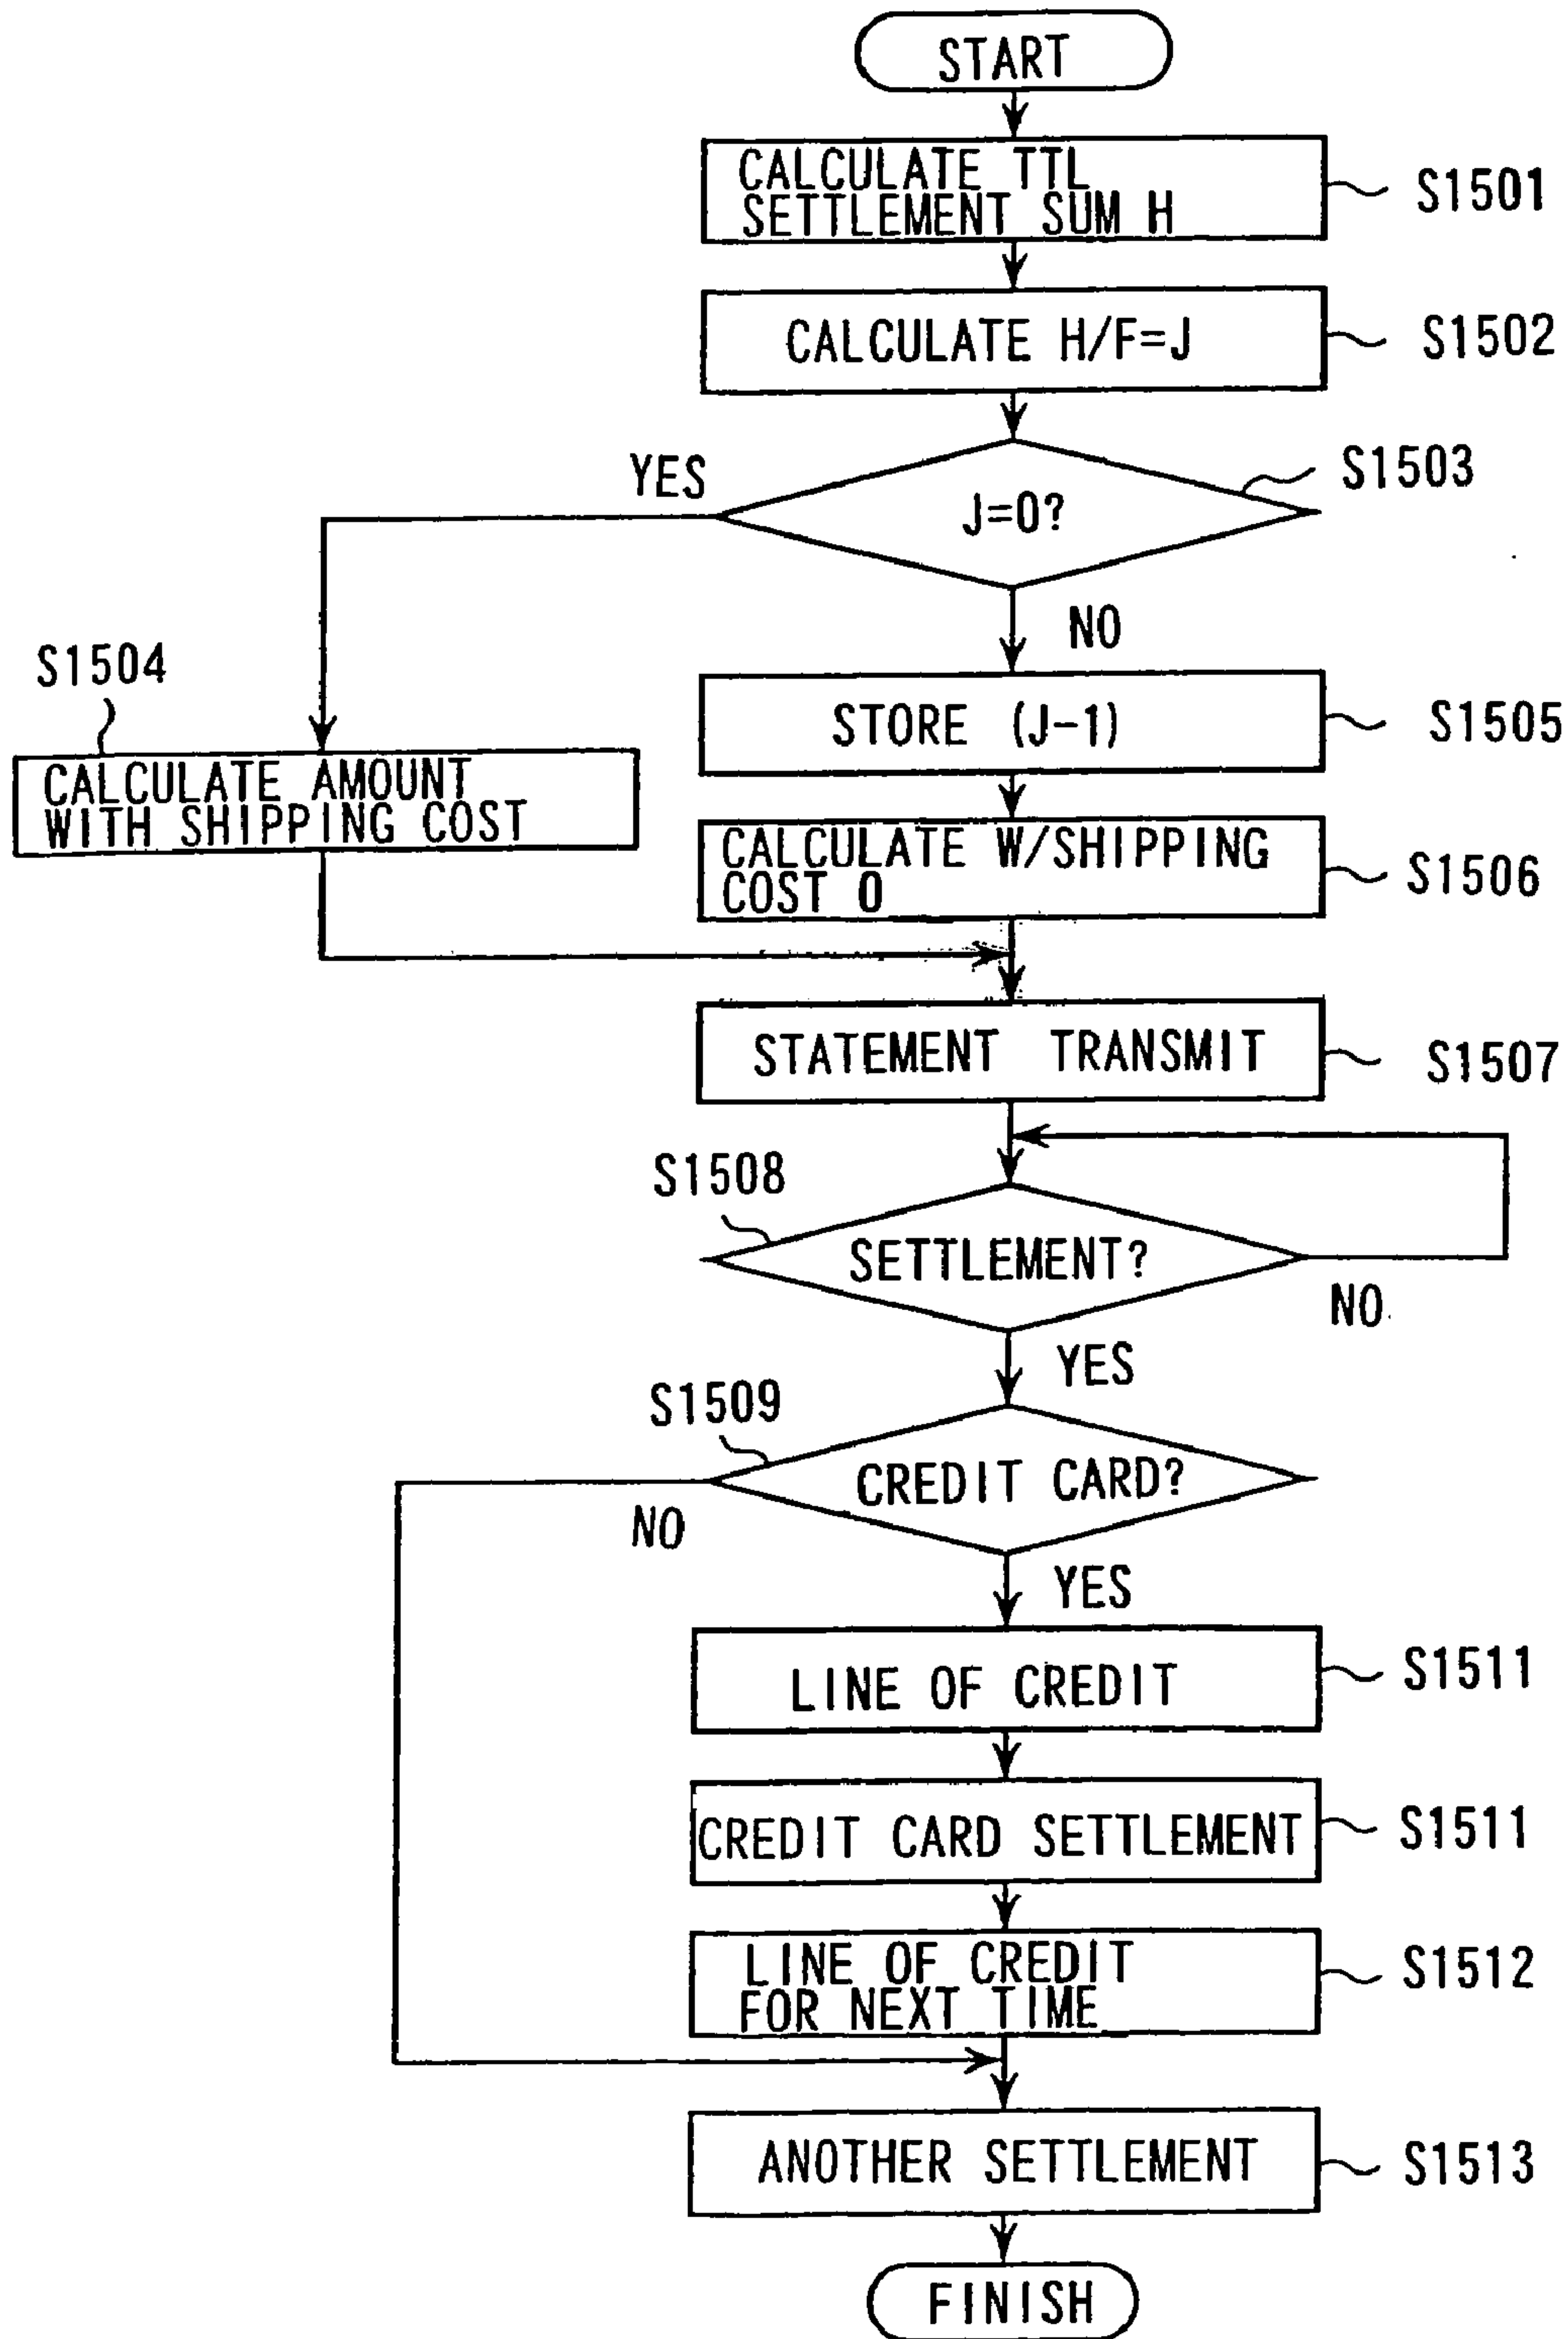 START
CALCULATE TTL
SETTLEMENT SUM H
S1501
CALCULATE H/F=J
S1502
YES
J=0?
S1503
NO
S1504
CALCULATE AMOUNT
WITH SHIPPING COST
STORE (J-1)
S1505
CALCULATE W/SHIPPING
COST 0
S1506
STATEMENT TRANSMIT
S1507
S1508
SETTLEMENT?
NO
YES
S1509
CREDIT CARD?
NO
YES
LINE OF CREDIT
S1511
CREDIT CARD SETTLEMENT
S1511
LINE OF CREDIT
FOR NEXT TIME
S1512
ANOTHER SETTLEMENT
S1513
FINISH